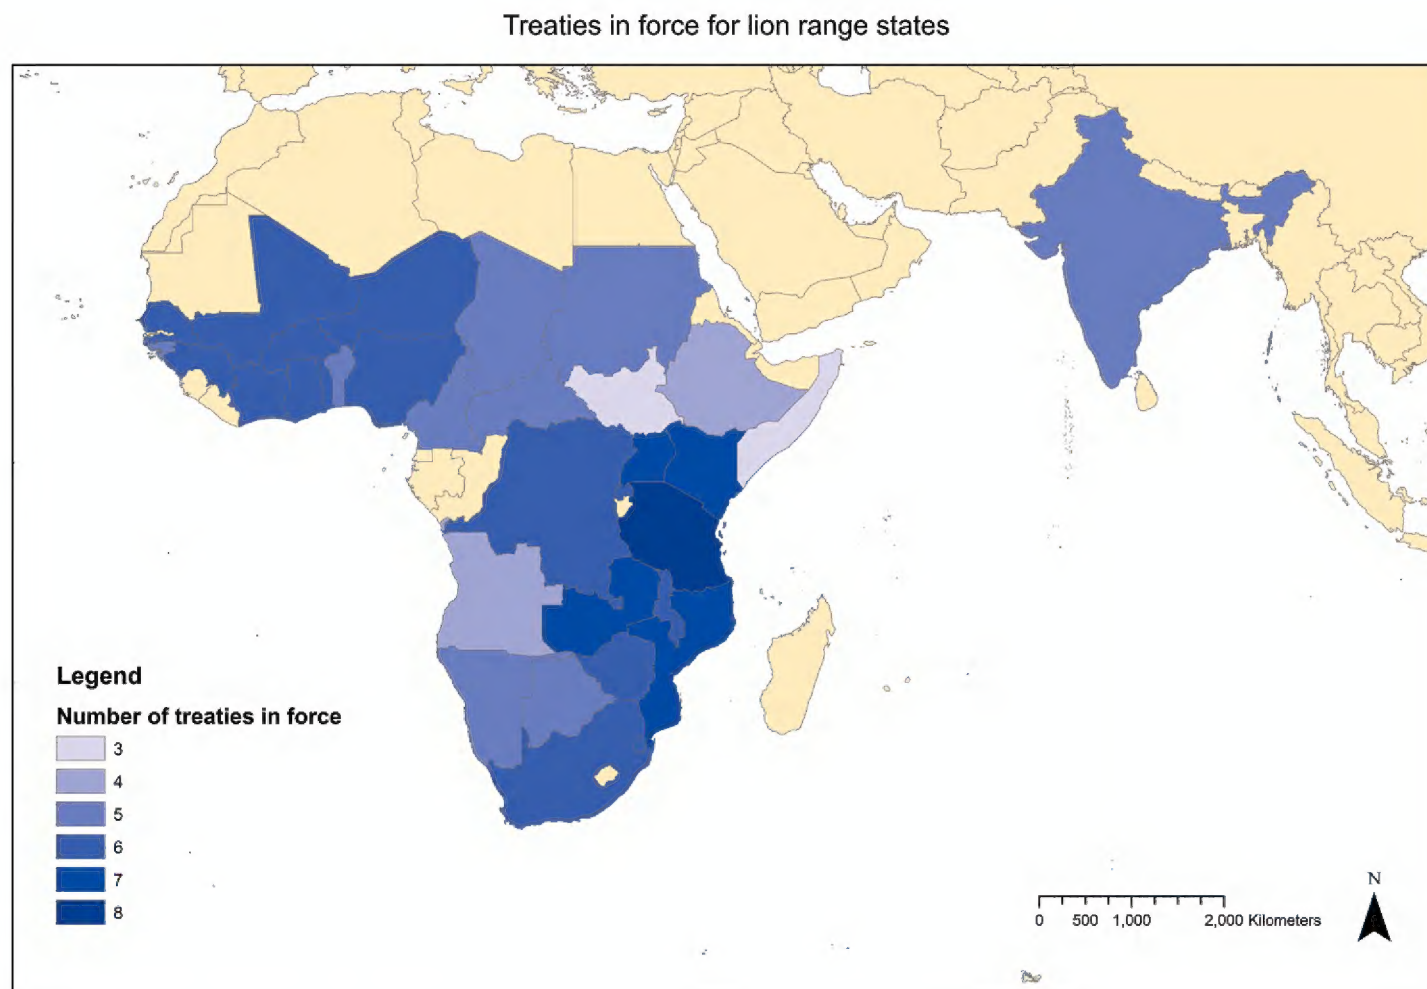 Treaties in force for lion range states
Legend
Number of treaties in force
3
4
5
6
7
8
N
0 500 1,000 2,000 Kilometers